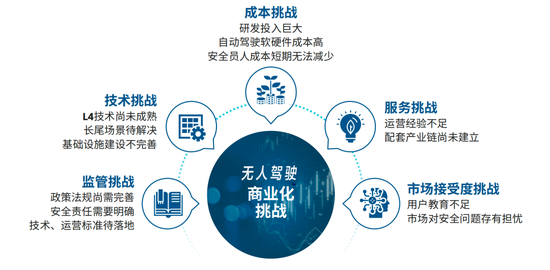 成本挑战
研发投入巨大
自动驾驶软硬件成本高
安全员人成本短期无法减少
技术挑战
L4技术尚未成熟
长尾场景待解决
基础设施建设不完善
服务挑战
运营经验不足
配套产业链尚未建立
监管挑战
政策法规尚需完善
安全责任需要明确
技术、运营标准待落地
无人驾驶
商业化
挑战
市场接受度挑战
用户教育不足
市场对安全问题存有担忧